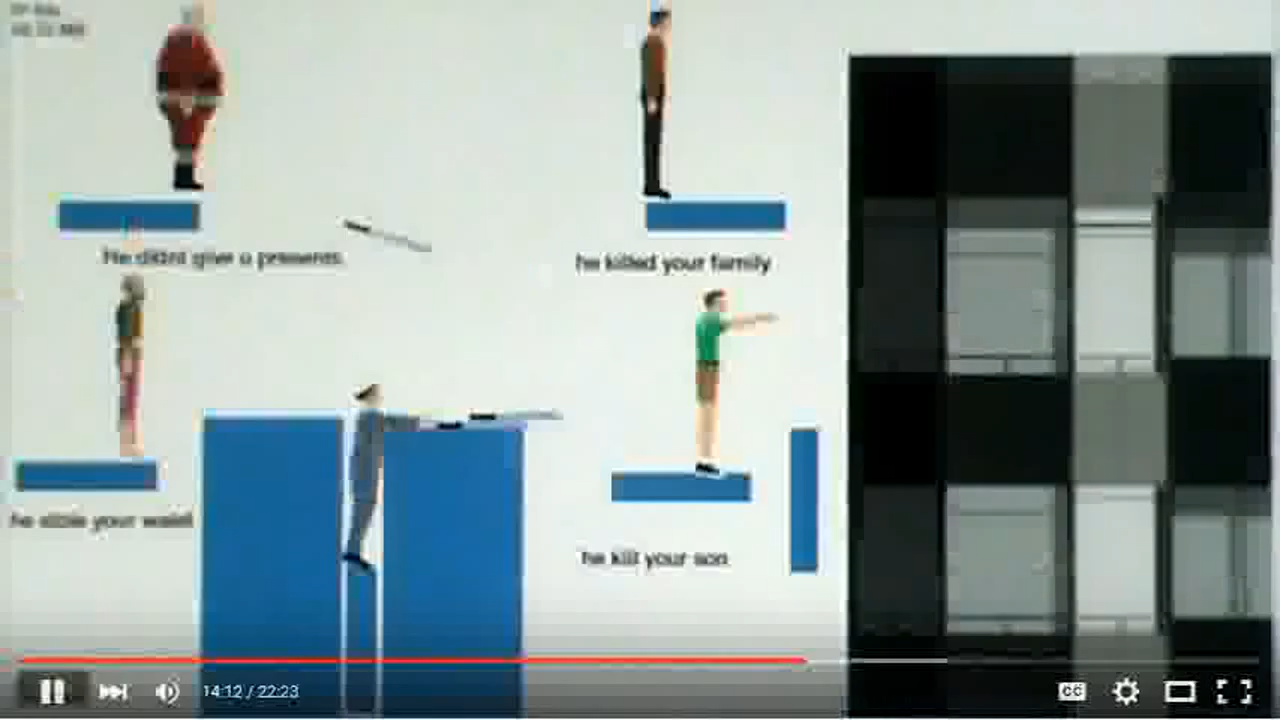 He didnt give u presents
he killed your family
he stole your walet
he kill your son
14:12 / 22:23
CC